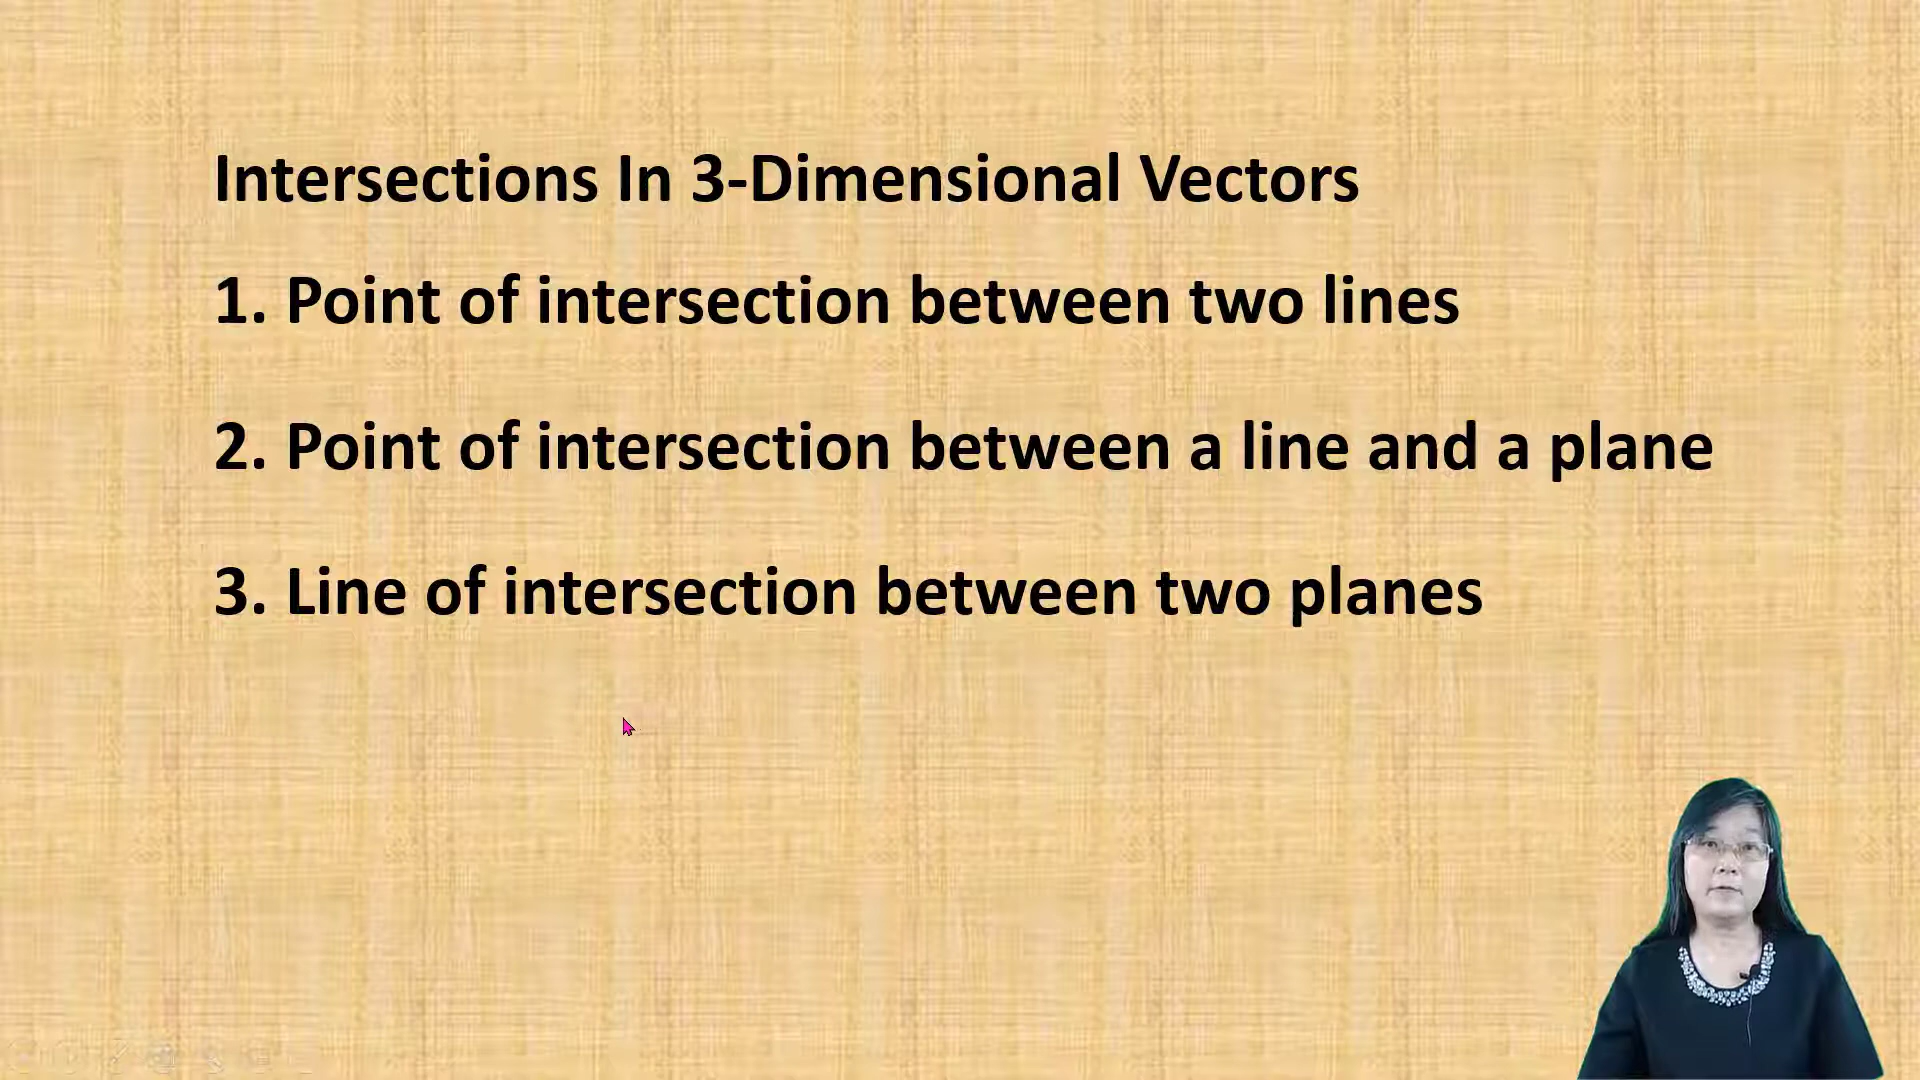 Intersections In 3-Dimensional Vectors
1. Point of intersection between two lines
2. Point of intersection between a line and a plane
3. Line of intersection between two planes